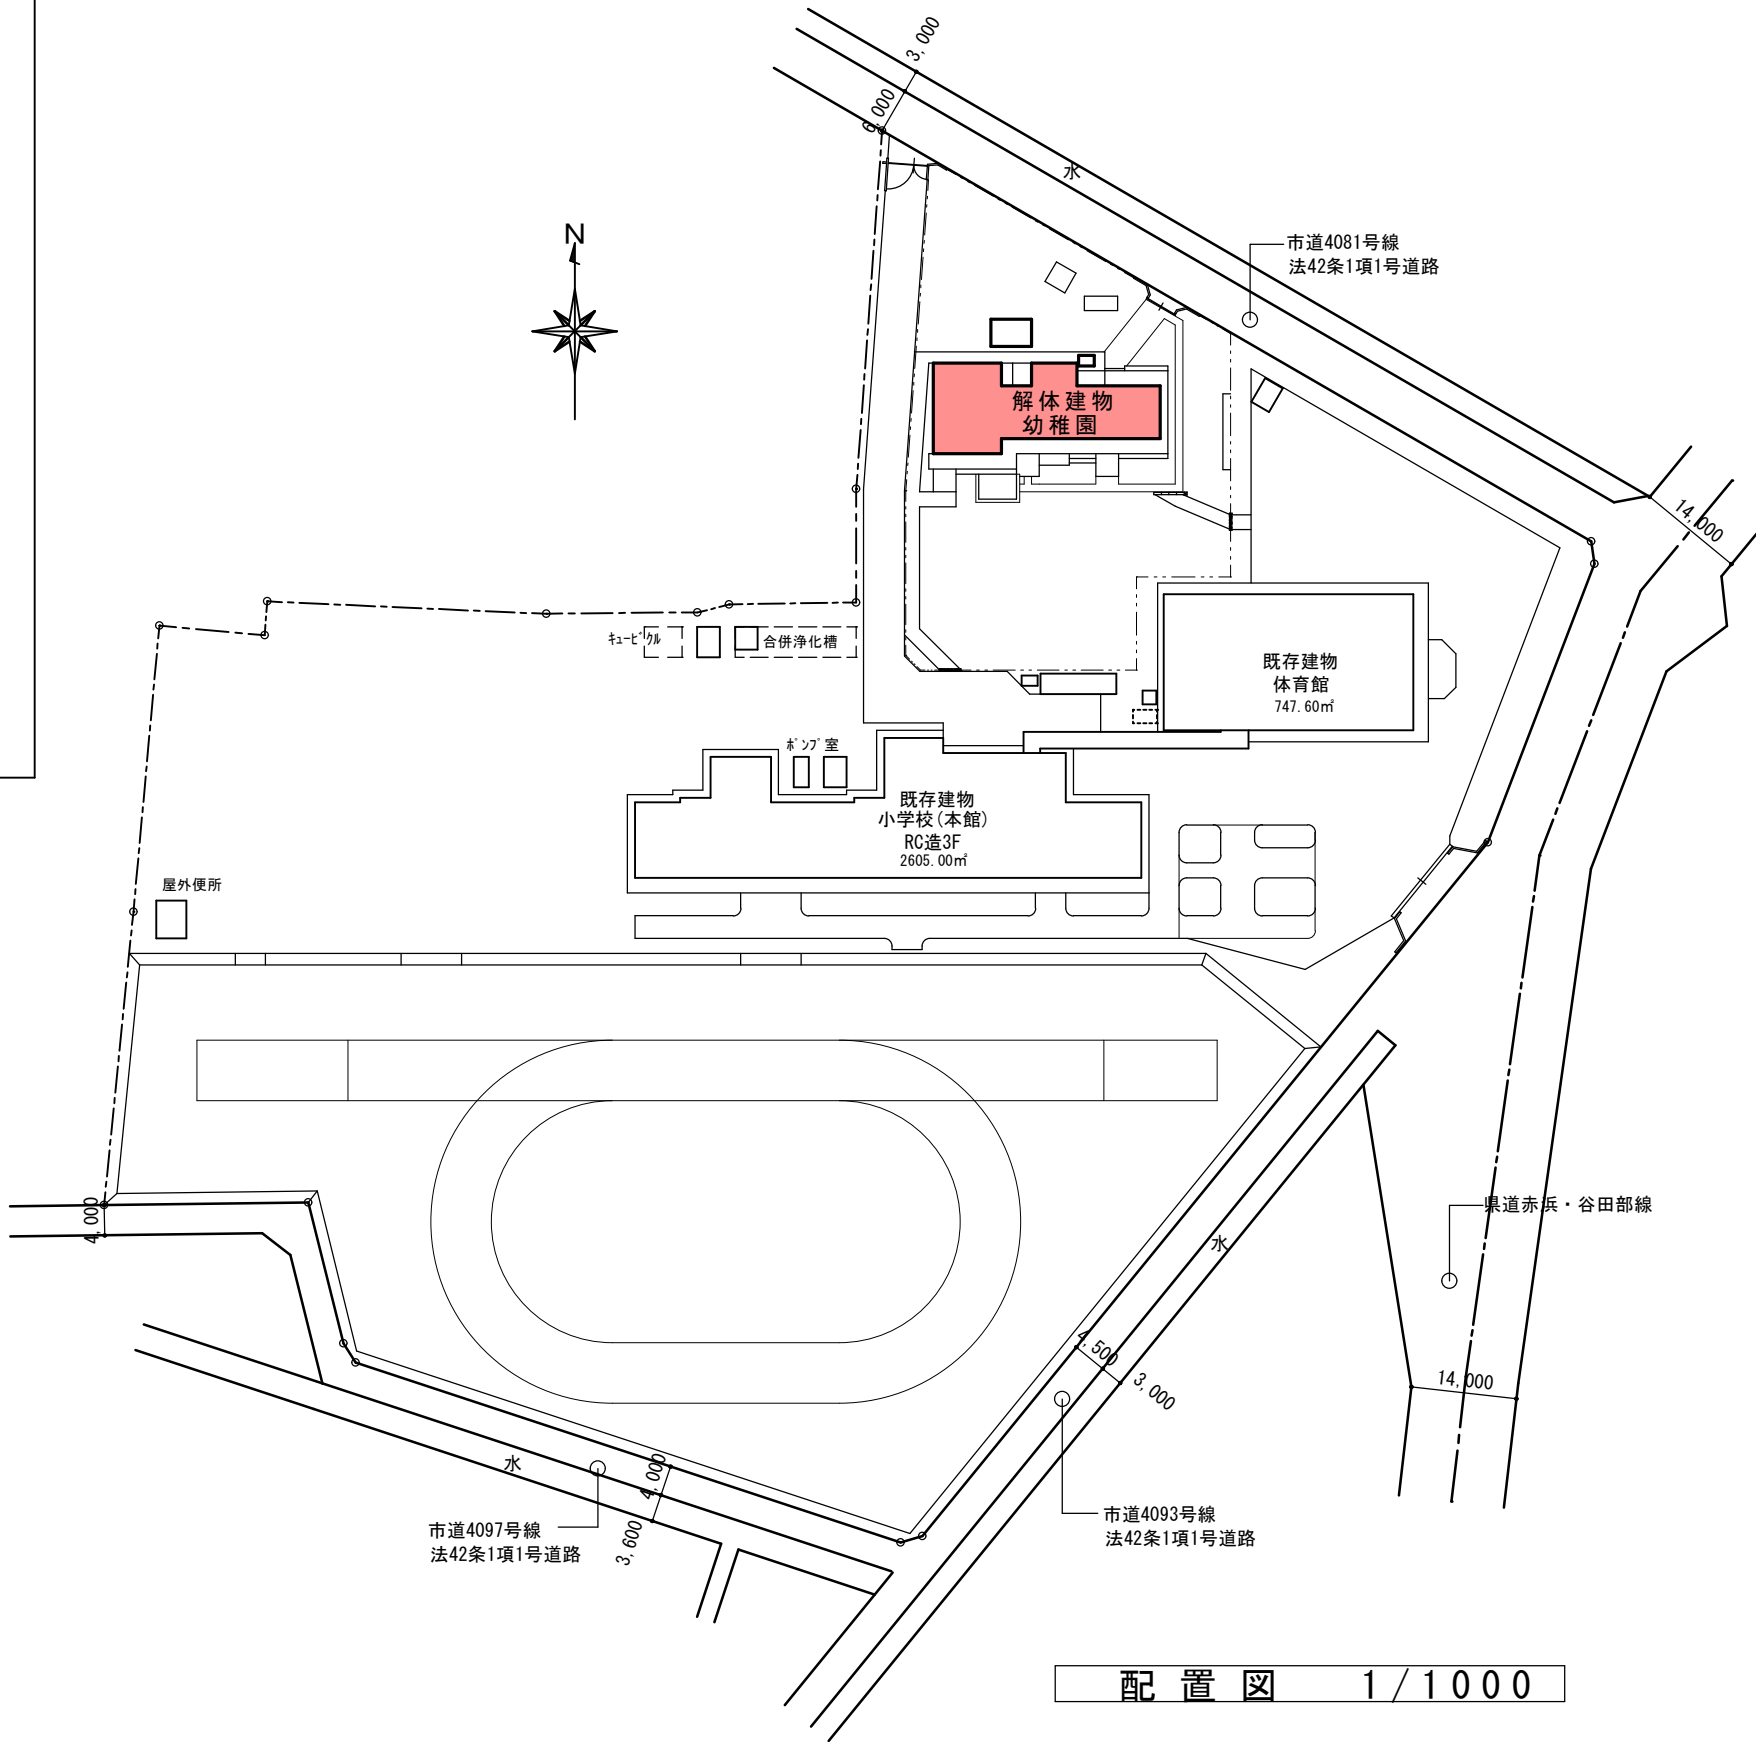 3,000
6,000
水
市道4081号線
法42条1項1号道路
N
解体建物
幼稚園
14,000
キュービクル
合併浄化槽
既存建物
体育館
747.60㎡
ポンプ室
既存建物
小学校(本館)
RC造3F
2605.00㎡
屋外便所
4,000
県道赤浜・谷田部線
水
4,500
3,000
14,000
水
4,000
3,600
市道4097号線
法42条1項1号道路
市道4093号線
法42条1項1号道路
配置図 1/1000